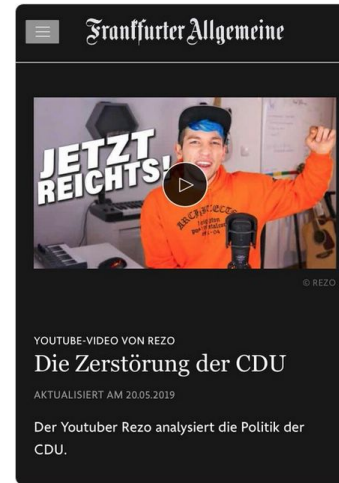 Frankfurter Allgemeine
JETZT
REICHTS!
ARCHITECTS
© REZO
YOUTUBE-VIDEO VON REZO
Die Zerstörung der CDU
AKTUALISIERT AM 20.05.2019
Der Youtuber Rezo analysiert die Politik der
CDU.